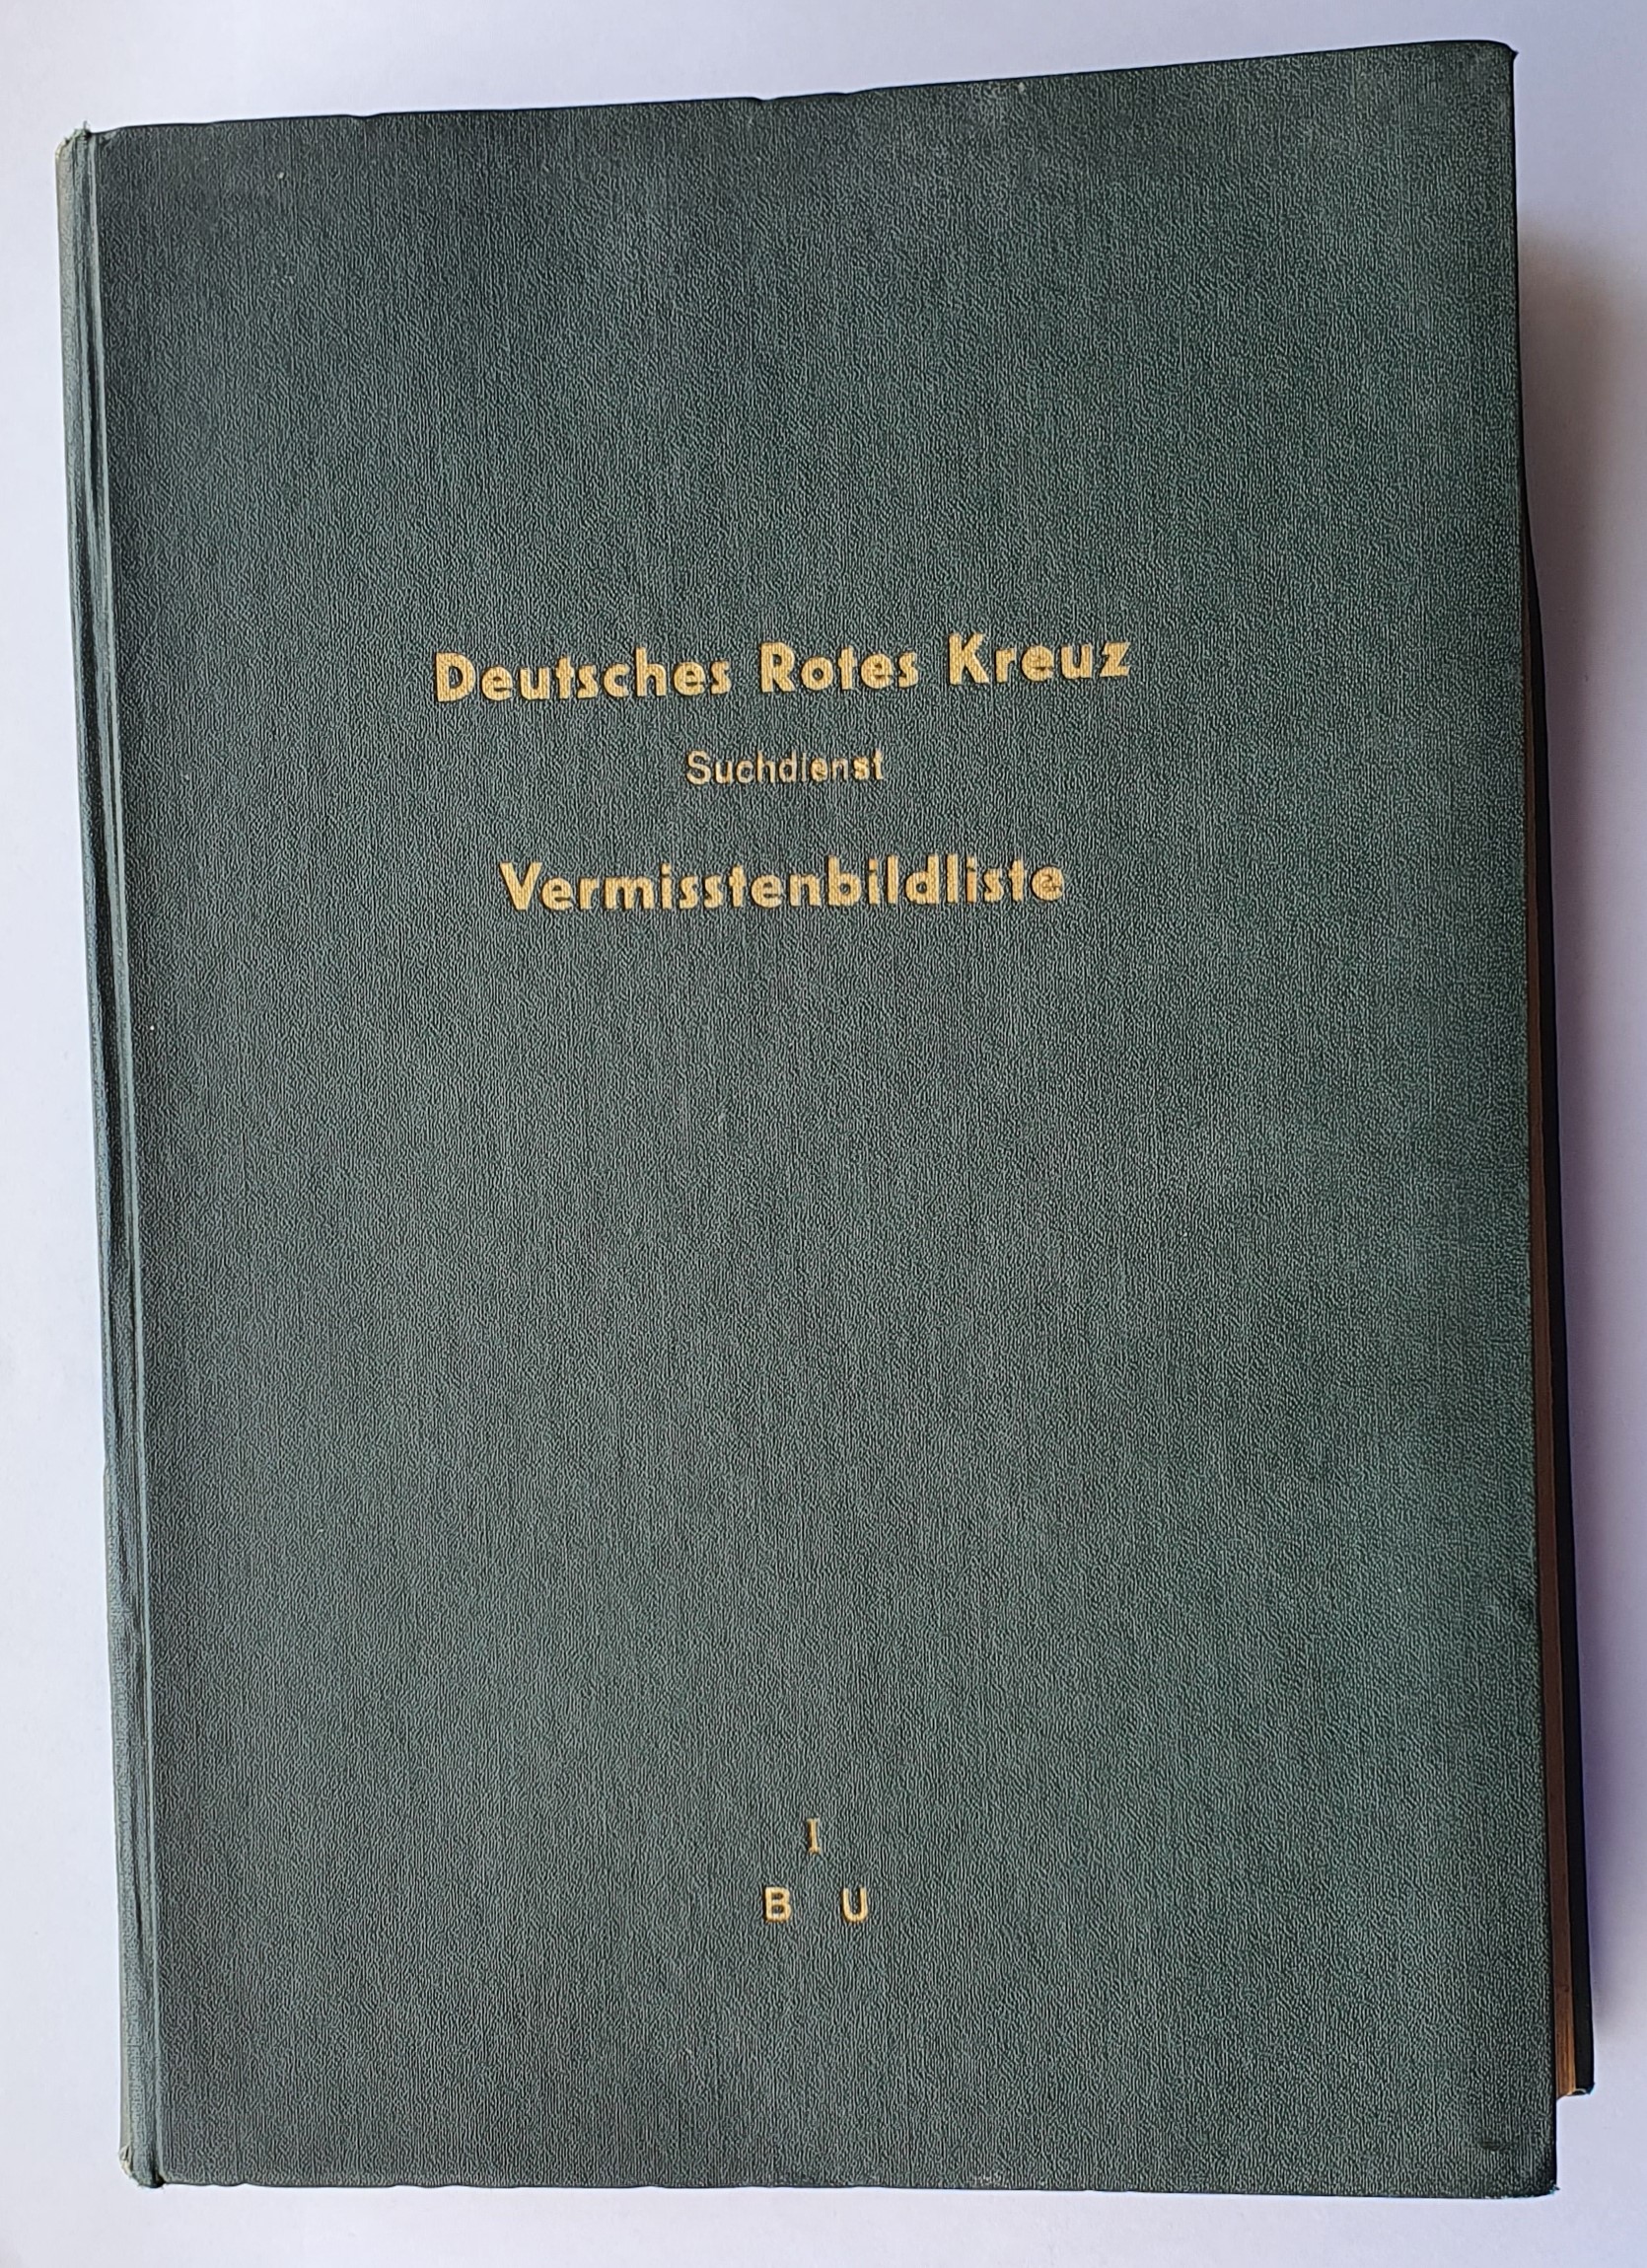 Deutsches Rotes Kreuz
Suchdienst
Vermisstenbildliste
I
B U